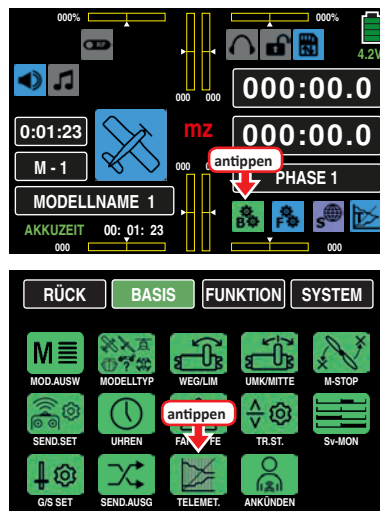 000% 000%
4.2V
000 000
000:00.0
0:01:23
mz
000:00.0
M - 1
antippen
000 000
PHASE 1
MODELLNAME 1
B F S T
AKKUZEIT 00: 01: 23
000 000
RÜCK BASIS FUNKTION SYSTEM
MOD.AUSW MODELLTYP WEG/LIM UMK/MITTE M-STOP
antippen
SEND.SET UHREN TR.ST. Sv-MON
G/S SET SEND.AUSG TELEMET. ANKÜNDEN